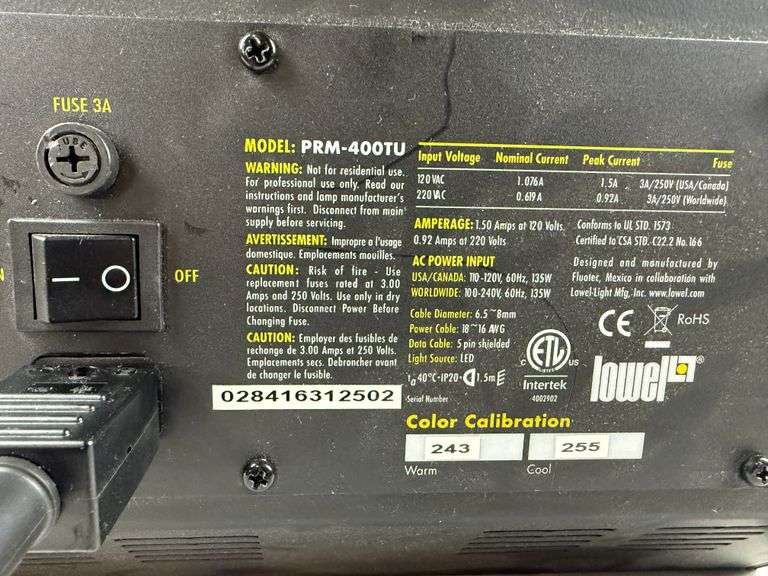 FUSE 3A
FUSE
OFF
MODEL: PRM-400TU
WARNING: Not for residential use.
For professional use only. Read our
instructions and lamp manufacturer's
warnings first. Disconnect from main
supply before servicing.
AVERTISSEMENT: Impropre a l'usage
domestique. Emplacements mouilles.
CAUTION: Risk of fire - Use
replacement fuses rated at 3.00
Amps and 250 Volts. Use only in dry
locations. Disconnect Power Before
Changing Fuse.
CAUTION: Employer des fusibles de
rechange de 3.00 Amps et 250 Volts.
Emplacements secs. Debrancher avant
de changer le fusible.
028416312502
Input Voltage Nominal Current Peak Current Fuse
120 VAC 1.076A 1.5A 3A/250V (USA/Canada)
220VAC 0.619A 0.92A 3A/250V (Worldwide)
AMPERAGE: 1.50 Amps at 120 Volts.
0.92 Amps at 220 Volts
AC POWER INPUT
USA/CANADA: 110-120V, 60Hz, 135W
WORLDWIDE: 100-240V, 60Hz, 135W
Cable Diameter: 6.5~8mm
Power Cable: 18~16 AWG
Data Cable: 5 pin shielded
Light Source: LED
ta 40°C·IP20· 1.5m
Serial Number
Conforms to UL STD. 1573
Certified to CSA STD. C22.2 No.166
Designed and manufactured by
Fluotec, Mexico in collaboration with
Lowel-Light Mfg, Inc. www.lowel.com
CE RoHS
C ETL US
LISTED
Intertek
4002902
lowel®
Color Calibration
243 255
Warm Cool